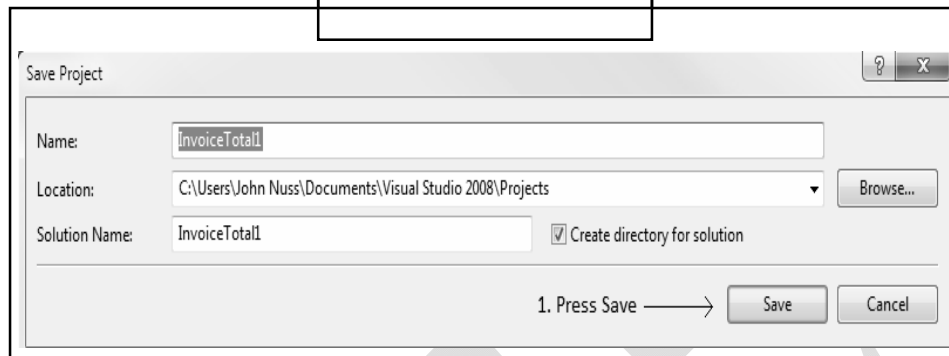 Save Project
? X
Name: InvoiceTotal1
Location: C:\Users\John Nuss\Documents\Visual Studio 2008\Projects Browse...
Solution Name: InvoiceTotal1 Create directory for solution
1. Press Save Save Cancel